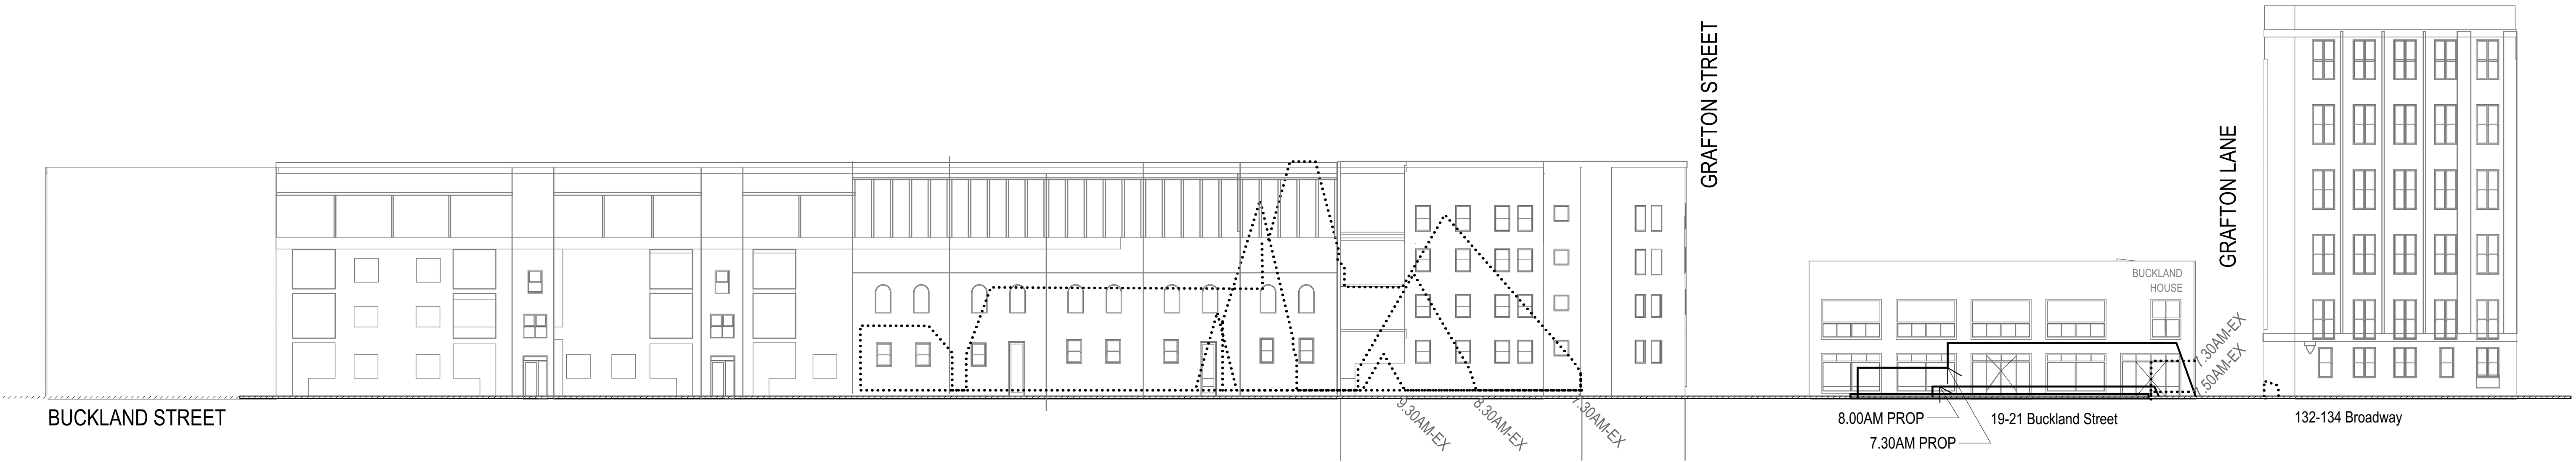 GRAFTON STREET
GRAFTON LANE
BUCKLAND
HOUSE
7.30AM-EX
7.50AM-EX
BUCKLAND STREET
9.30AM-EX
8.30AM-EX
7.30AM-EX
8.00AM PROP
19-21 Buckland Street
132-134 Broadway
7.30AM PROP